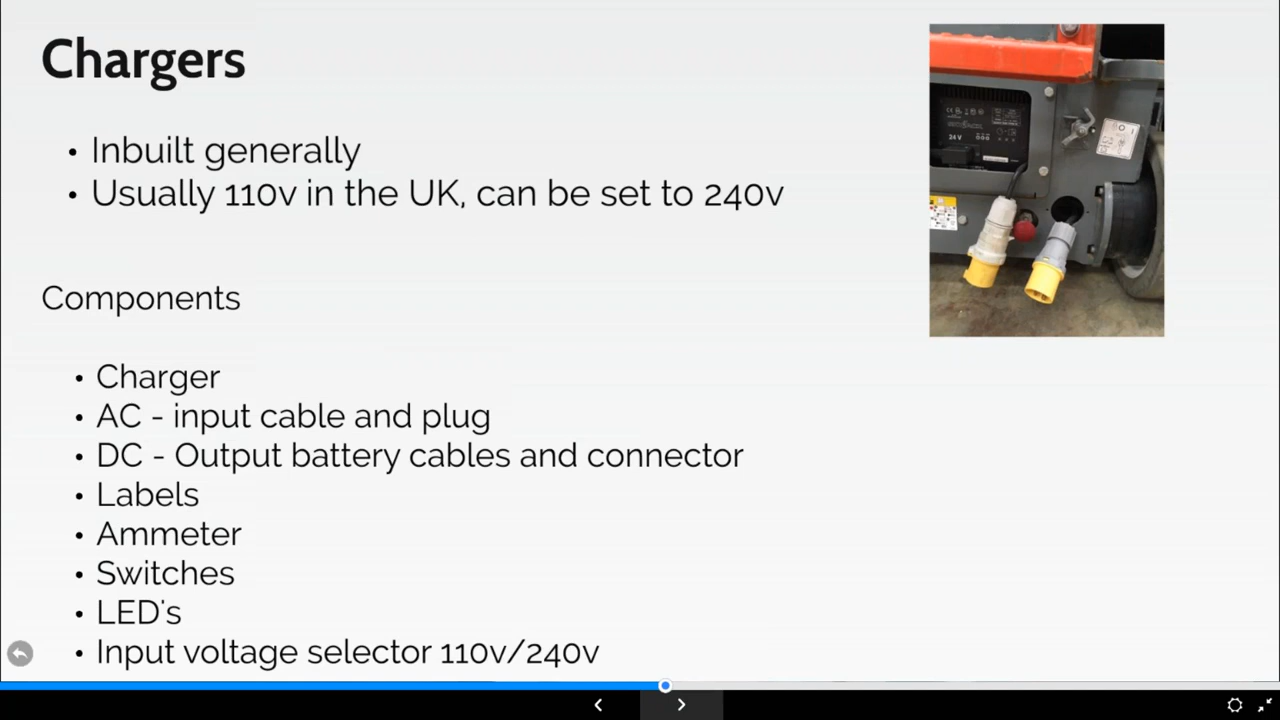 Chargers
• Inbuilt generally
• Usually 110v in the UK, can be set to 240v
Components
• Charger
• AC - input cable and plug
• DC - Output battery cables and connector
• Labels
• Ammeter
• Switches
• LED's
• Input voltage selector 110v/240v
24V